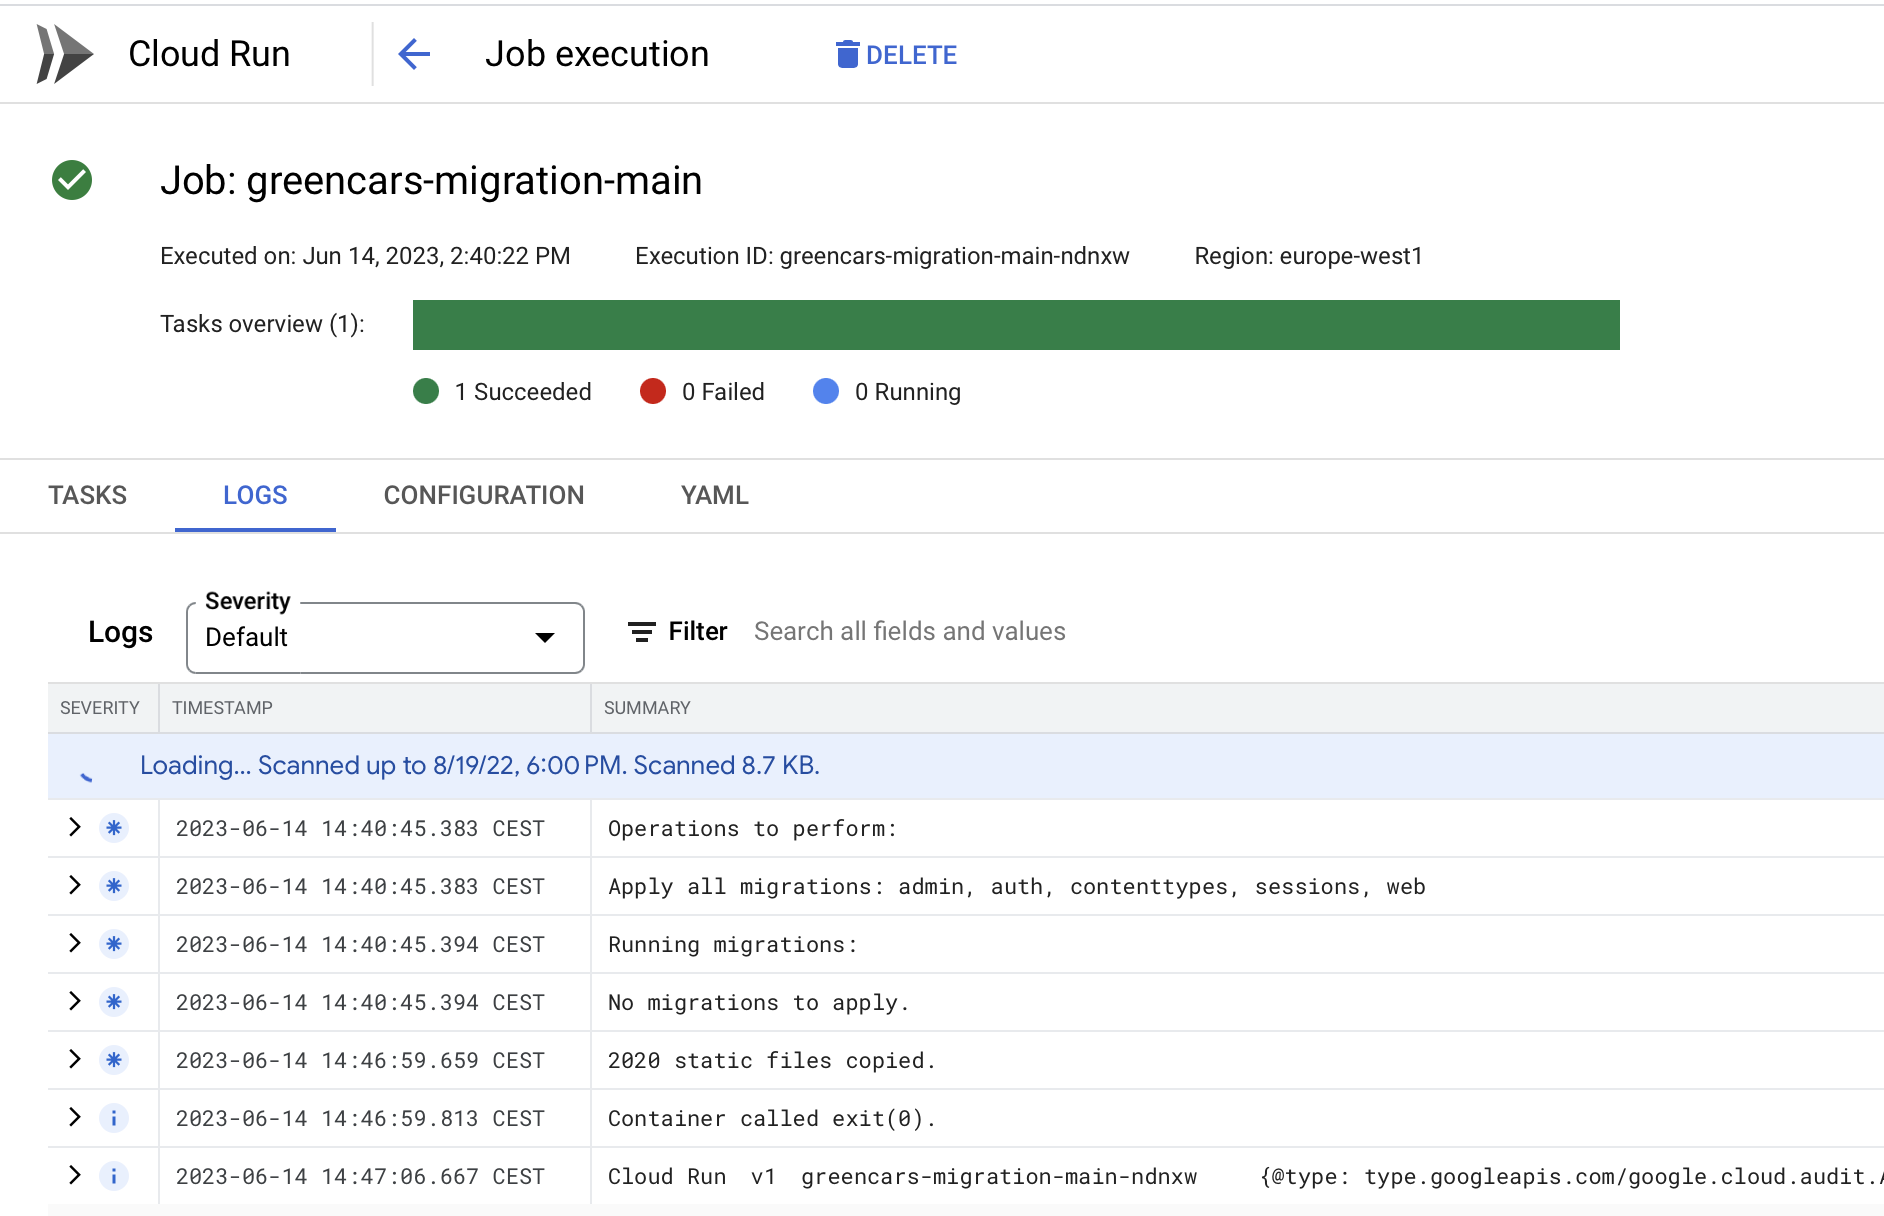 Cloud Run Job execution DELETE
Job: greencars-migration-main
Executed on: Jun 14, 2023, 2:40:22 PM Execution ID: greencars-migration-main-ndnxw Region: europe-west1
Tasks overview (1):
1 Succeeded 0 Failed 0 Running
TASKS LOGS CONFIGURATION YAML
Severity
Logs Default Filter Search all fields and values
SEVERITY TIMESTAMP SUMMARY
Loading... Scanned up to 8/19/22, 6:00 PM. Scanned 8.7 KB.
2023-06-14 14:40:45.383 CEST Operations to perform:
2023-06-14 14:40:45.383 CEST Apply all migrations: admin, auth, contenttypes, sessions, web
2023-06-14 14:40:45.394 CEST Running migrations:
2023-06-14 14:40:45.394 CEST No migrations to apply.
2023-06-14 14:46:59.659 CEST 2020 static files copied.
2023-06-14 14:46:59.813 CEST Container called exit(0).
2023-06-14 14:47:06.667 CEST Cloud Run v1 greencars-migration-main-ndnxw {@type: type.googleapis.com/google.cloud.audit.A